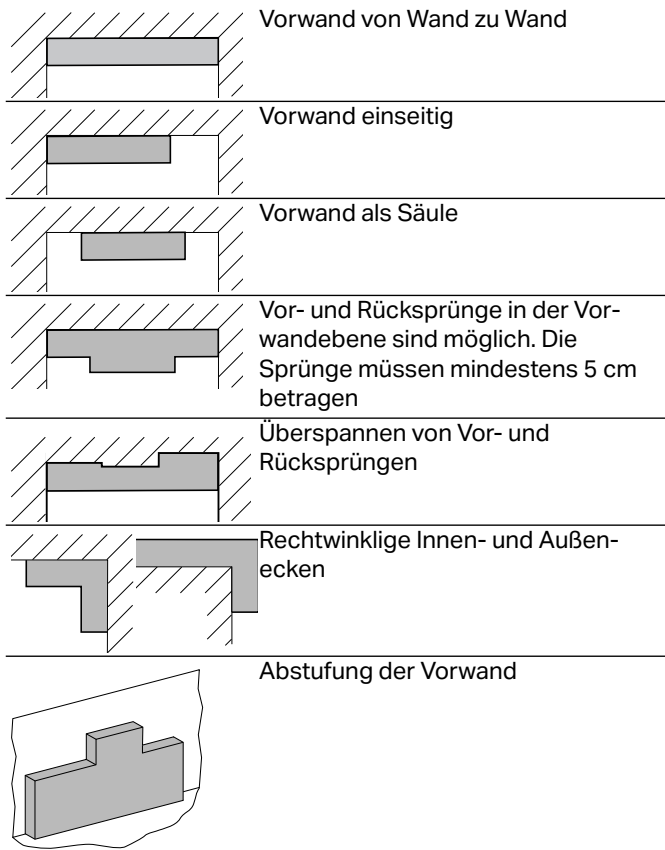 Vorwand von Wand zu Wand
Vorwand einseitig
Vorwand als Säule
Vor- und Rücksprünge in der Vor-
wandebene sind möglich. Die
Sprünge müssen mindestens 5 cm
betragen
Überspannen von Vor- und
Rücksprüngen
Rechtwinklige Innen- und Außen-
ecken
Abstufung der Vorwand